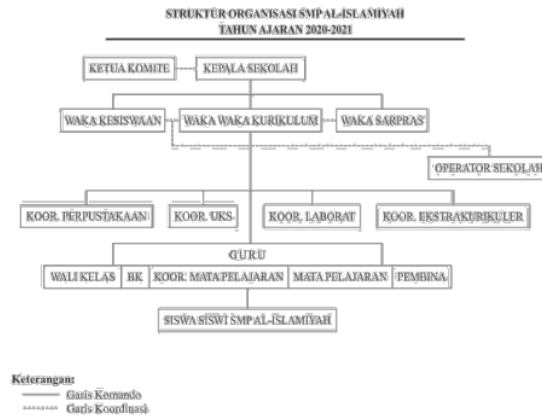 STRUKTUR ORGANISASI SMP AL-ISLAMIYAH
TAHUN AJARAN 2020-2021
KETUA KOMITE KEPALA SEKOLAH
WAKA KESISWAAN WAKA WAKA KURIKULUM WAKA SARPRAS
OPERATOR SEKOLAH
KOOR. PERPUSTAKAAN KOOR. UKS KOOR. LABORAT KOOR. EKSTRAKURIKULER
GURU
WALI KELAS BK KOOR. MATA PELAJARAN MATA PELAJARAN PEMBINA
SISWA SISWI SMP AL-ISLAMIYAH
Keterangan:
Garis Komando
Garis Koordinasi